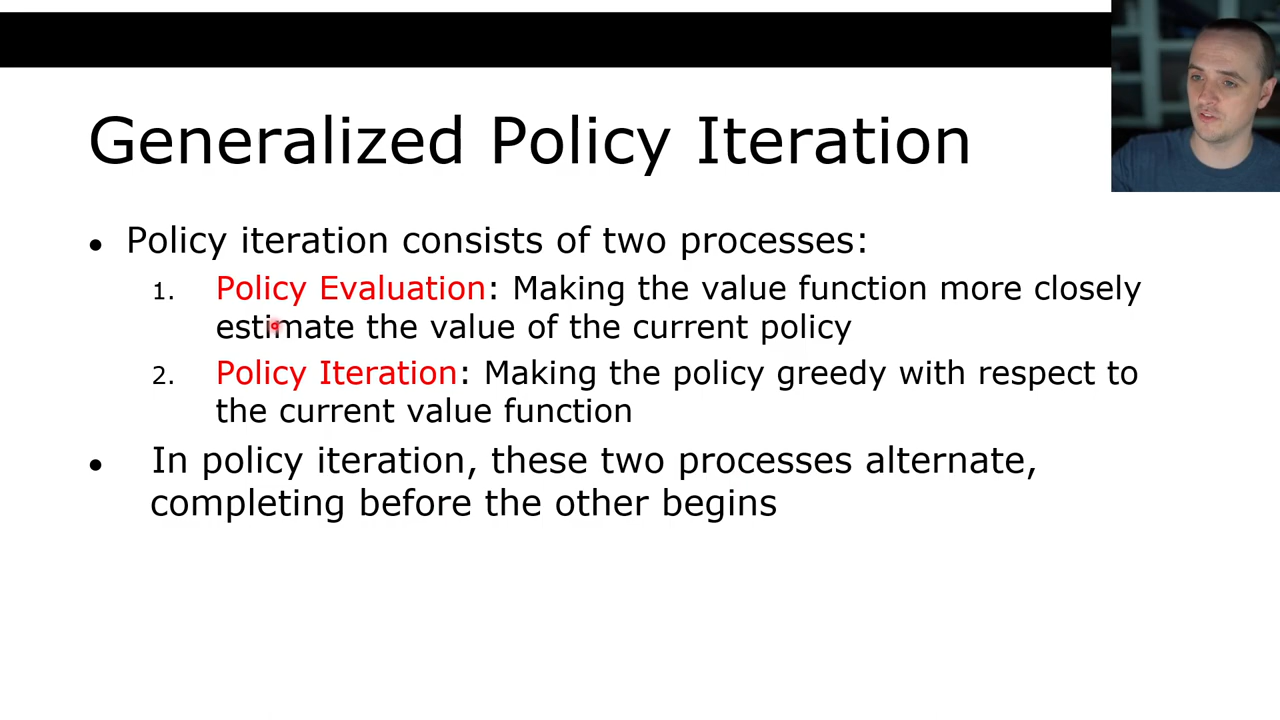 Generalized Policy Iteration
● Policy iteration consists of two processes:
1. Policy Evaluation: Making the value function more closely
estimate the value of the current policy
2. Policy Iteration: Making the policy greedy with respect to
the current value function
● In policy iteration, these two processes alternate,
completing before the other begins